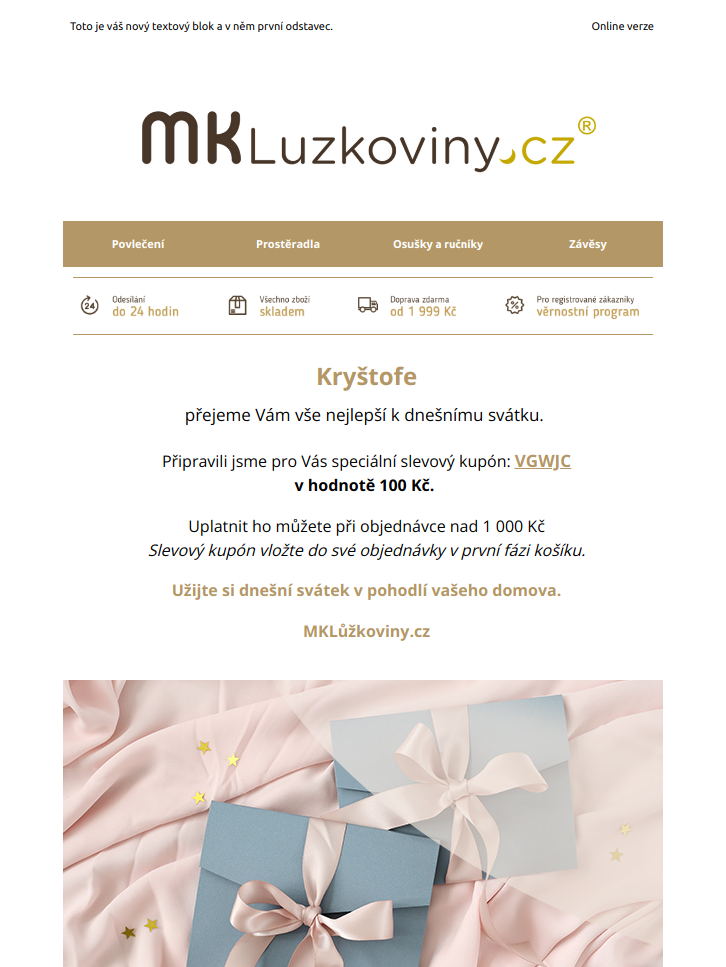 Toto je váš nový textový blok a v něm první odstavec.
Online verze
MKLuzkoviny.cz®
Povlečení
Prostěradla
Osušky a ručníky
Závěsy
24
Odesílání
do 24 hodin
Všechno zboží
skladem
Doprava zdarma
od 1 999 Kč
%
Pro registrované zákazníky
věrnostní program
Kryštofe
přejeme Vám vše nejlepší k dnešnímu svátku.
Připravili jsme pro Vás speciální slevový kupón: VGWJC
v hodnotě 100 Kč.
Uplatnit ho můžete při objednávce nad 1 000 Kč
Slevový kupón vložte do své objednávky v první fázi košíku.
Užijte si dnešní svátek v pohodlí vašeho domova.
MKLůžkoviny.cz